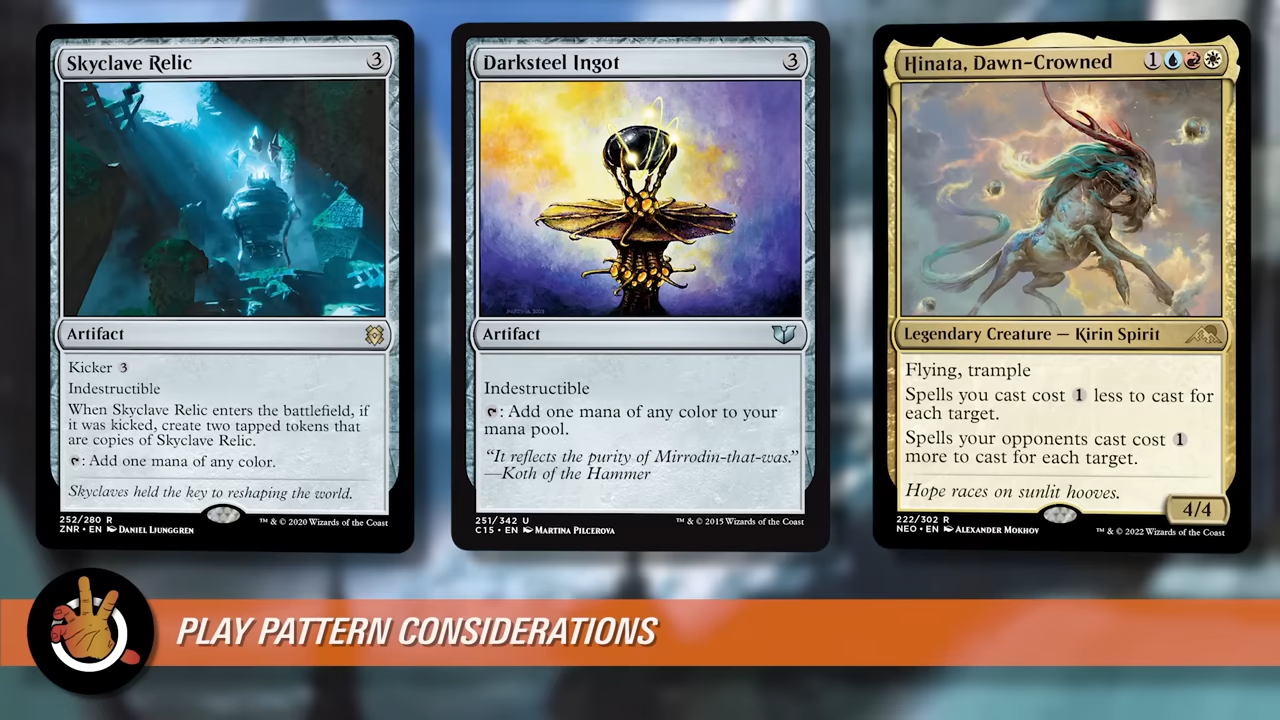 Skyclave Relic 3
Artifact
Kicker 3
Indestructible
When Skyclave Relic enters the battlefield, if
it was kicked, create two tapped tokens that
are copies of Skyclave Relic.
: Add one mana of any color.
Skyclaves held the key to reshaping the world.
252/280 R
ZNR • EN DANIEL LJUNGGREN
™ & © 2020 Wizards of the Coast
Darksteel Ingot 3
Artifact
Indestructible
: Add one mana of any color to your
mana pool.
"It reflects the purity of Mirrodin-that-was."
—Koth of the Hammer
251/342 U
C15 • EN MARTINA PILCEROVA
™ & © 2015 Wizards of the Coast
Hinata, Dawn-Crowned 1
Legendary Creature — Kirin Spirit
Flying, trample
Spells you cast cost 1 less to cast for
each target.
Spells your opponents cast cost 1
more to cast for each target.
Hope races on sunlit hooves.
4/4
222/302 R
NEO • EN ALEXANDER MOKHOV
™ & © 2022 Wizards of the Coast
PLAY PATTERN CONSIDERATIONS